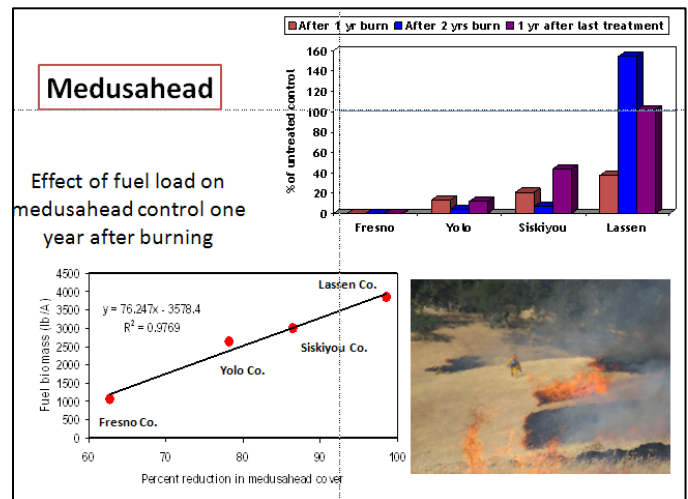 After 1 yr burn After 2 yrs burn 1 yr after last treatment
Medusahead
% of untreated control
160
140
120
100
80
60
40
20
0
Fresno Yolo Siskiyou Lassen
Effect of fuel load on
medusahead control one
year after burning
Fuel biomass (lb/A)
4500
4000
3500
3000
2500
2000
1500
1000
500
0
y = 76.247x - 3578.4
R² = 0.9769
Lassen Co.
Siskiyou Co.
Yolo Co.
Fresno Co.
60 70 80 90 100
Percent reduction in medusahead cover